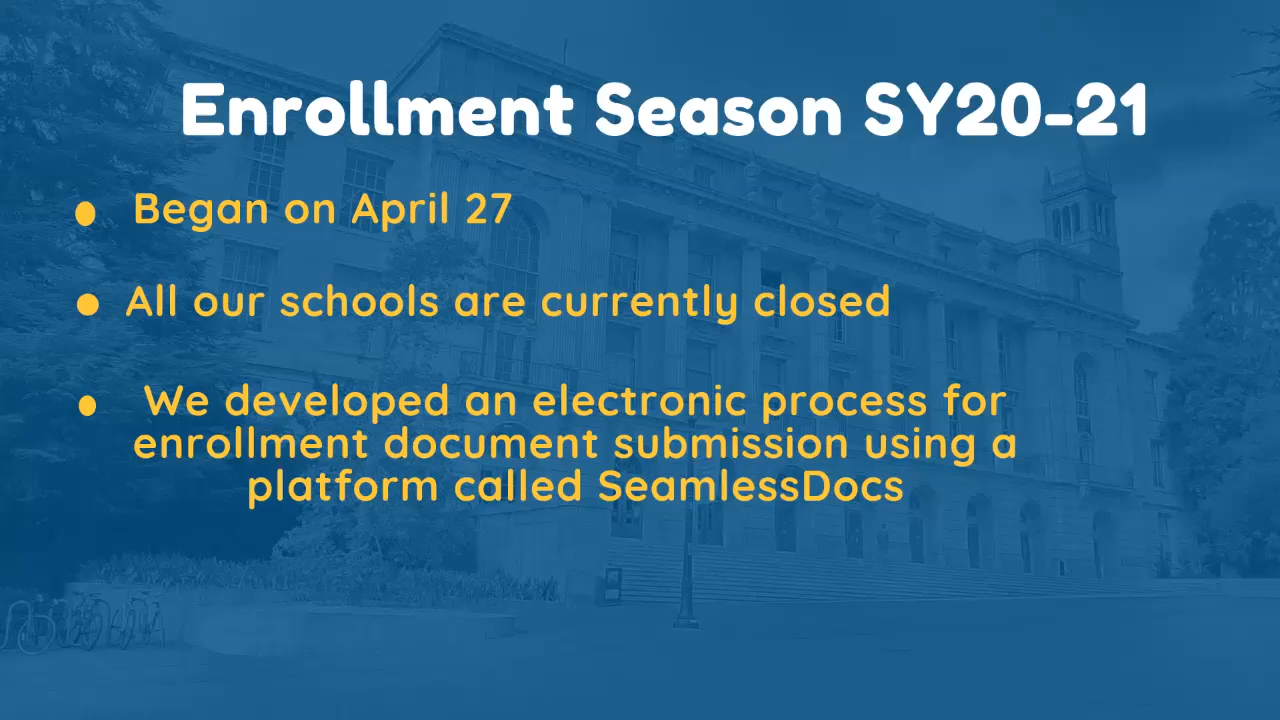 Enrollment Season SY20-21
Began on April 27
All our schools are currently closed
We developed an electronic process for
enrollment document submission using a
platform called SeamlessDocs